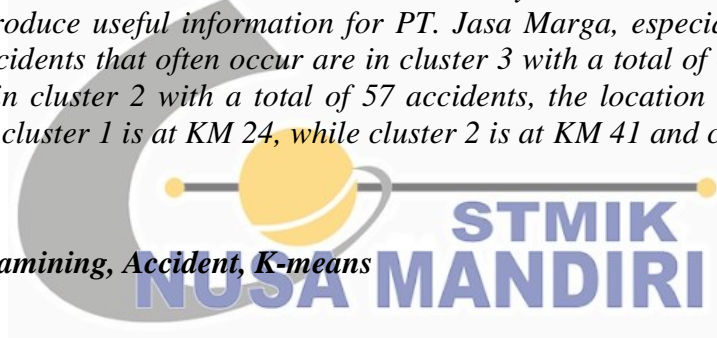 roduce useful information for PT. Jasa Marga, especia
ccidents that often occur are in cluster 3 with a total of
in cluster 2 with a total of 57 accidents, the location
cluster 1 is at KM 24, while cluster 2 is at KM 41 and c
STMIK
NUSA MANDIRI
amining, Accident, K-means